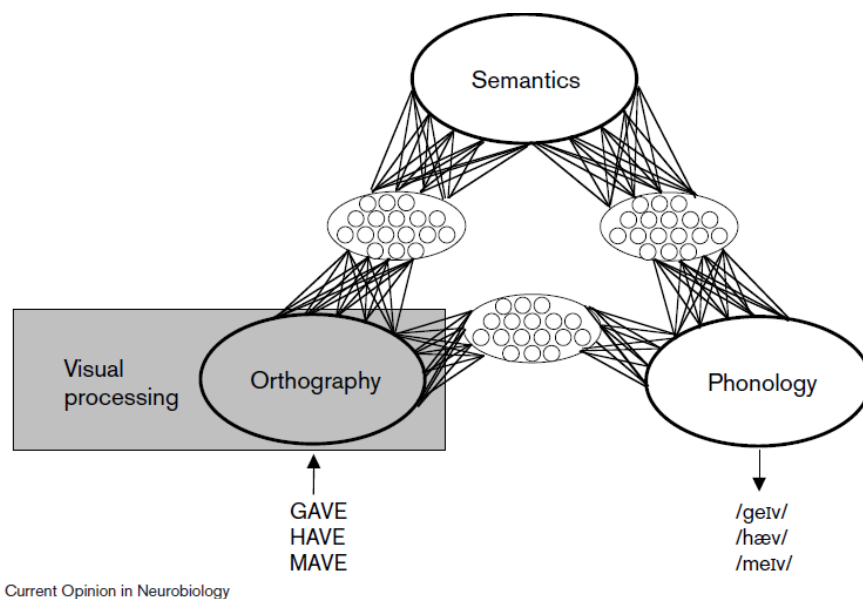 Semantics
Visual
processing
Orthography
Phonology
GAVE
HAVE
MAVE
/geɪv/
/hæv/
/meɪv/
Current Opinion in Neurobiology